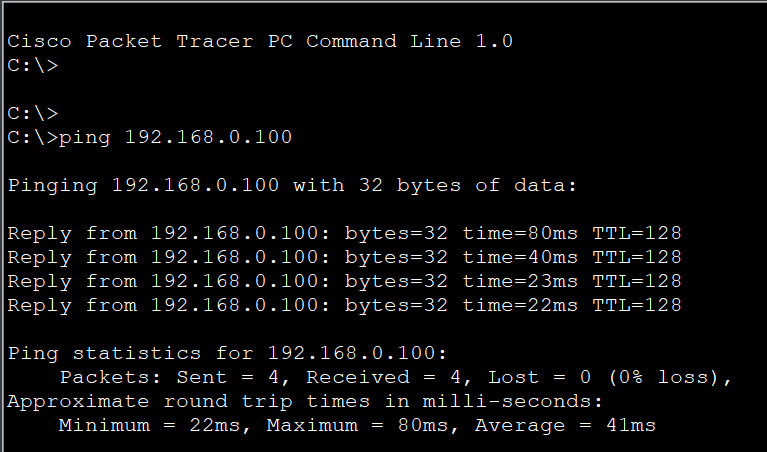 Cisco Packet Tracer PC Command Line 1.0
C:\>
C:\>
C:\>ping 192.168.0.100
Pinging 192.168.0.100 with 32 bytes of data:
Reply from 192.168.0.100: bytes=32 time=80ms TTL=128
Reply from 192.168.0.100: bytes=32 time=40ms TTL=128
Reply from 192.168.0.100: bytes=32 time=23ms TTL=128
Reply from 192.168.0.100: bytes=32 time=22ms TTL=128
Ping statistics for 192.168.0.100:
    Packets: Sent = 4, Received = 4, Lost = 0 (0% loss),
Approximate round trip times in milli-seconds:
    Minimum = 22ms, Maximum = 80ms, Average = 41ms